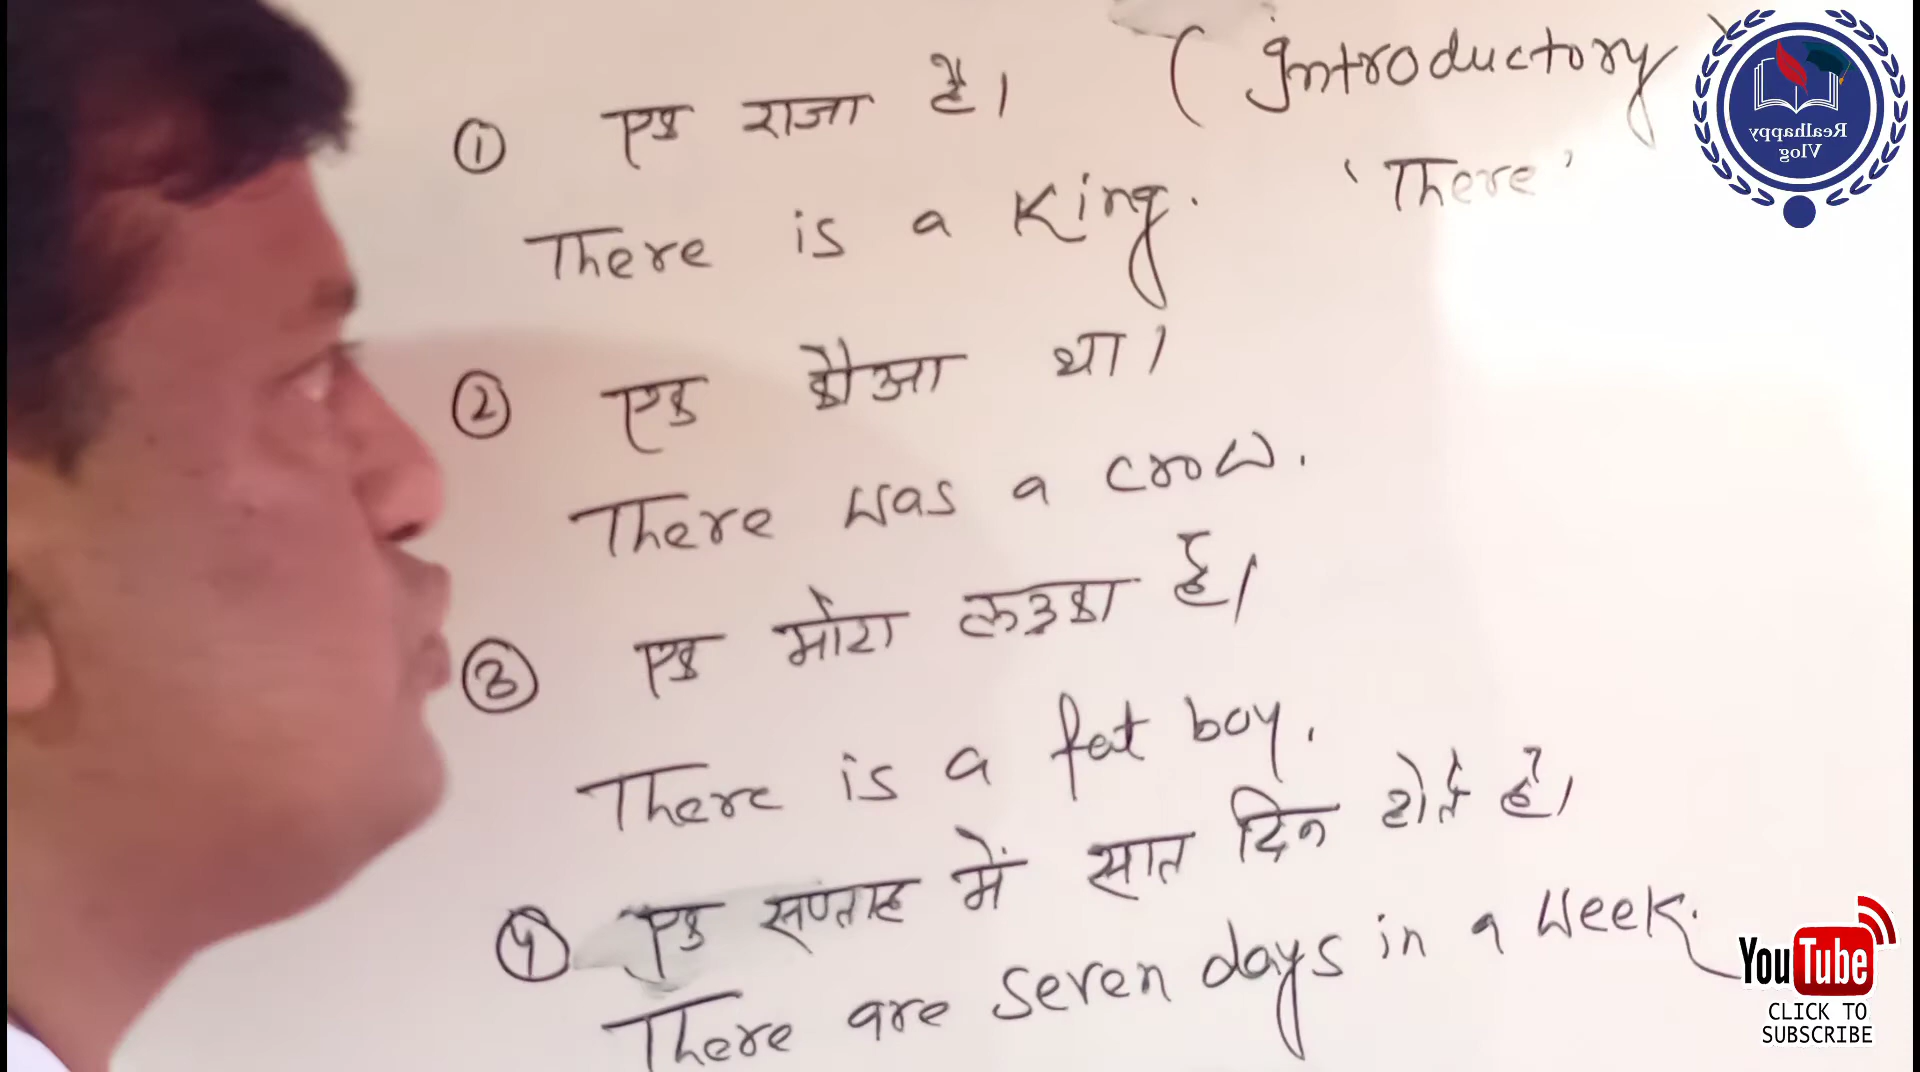 ① एक राजा है। ( Introductory
There is a King. 'There'
② एक कौआ था।
There was a crow.
③ एक मोटा लड़का है।
There is a fat boy.
④ एक सप्ताह में सात दिन होते हैं।
There are seven days in a week.
Realhappy
Vlog
YouTube
CLICK TO
SUBSCRIBE